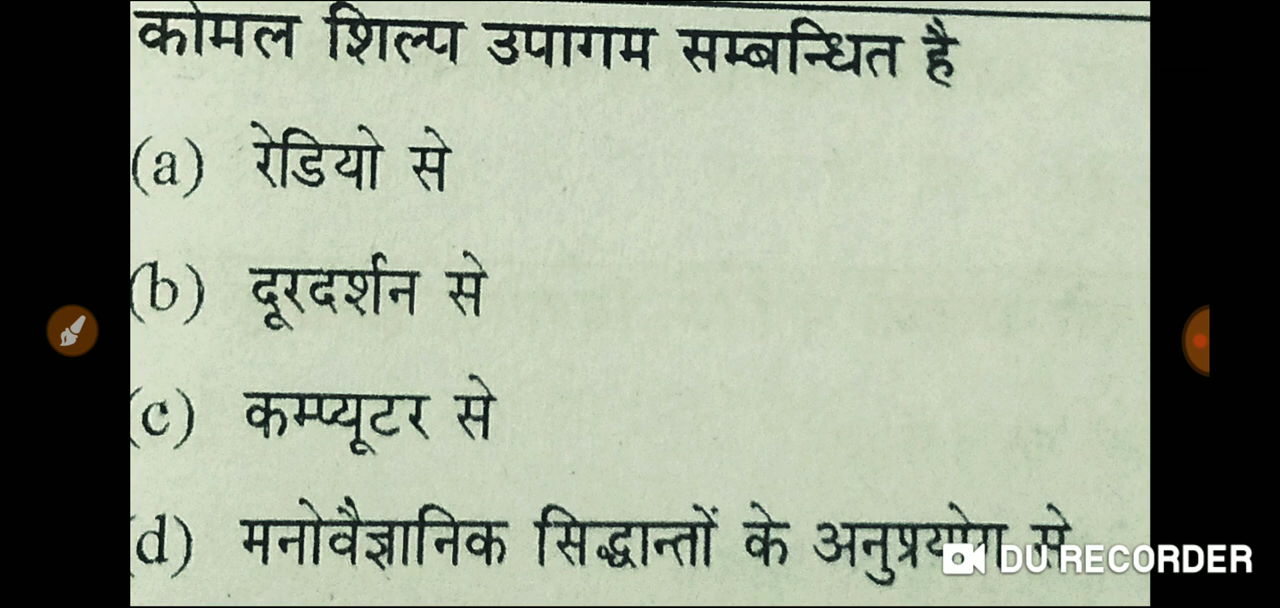 कोमल शिल्प उपागम सम्बन्धित है
(a) रेडियो से
(b) दूरदर्शन से
(c) कम्प्यूटर से
(d) मनोवैज्ञानिक सिद्धान्तों के अनुप्रयोग से
DU RECORDER